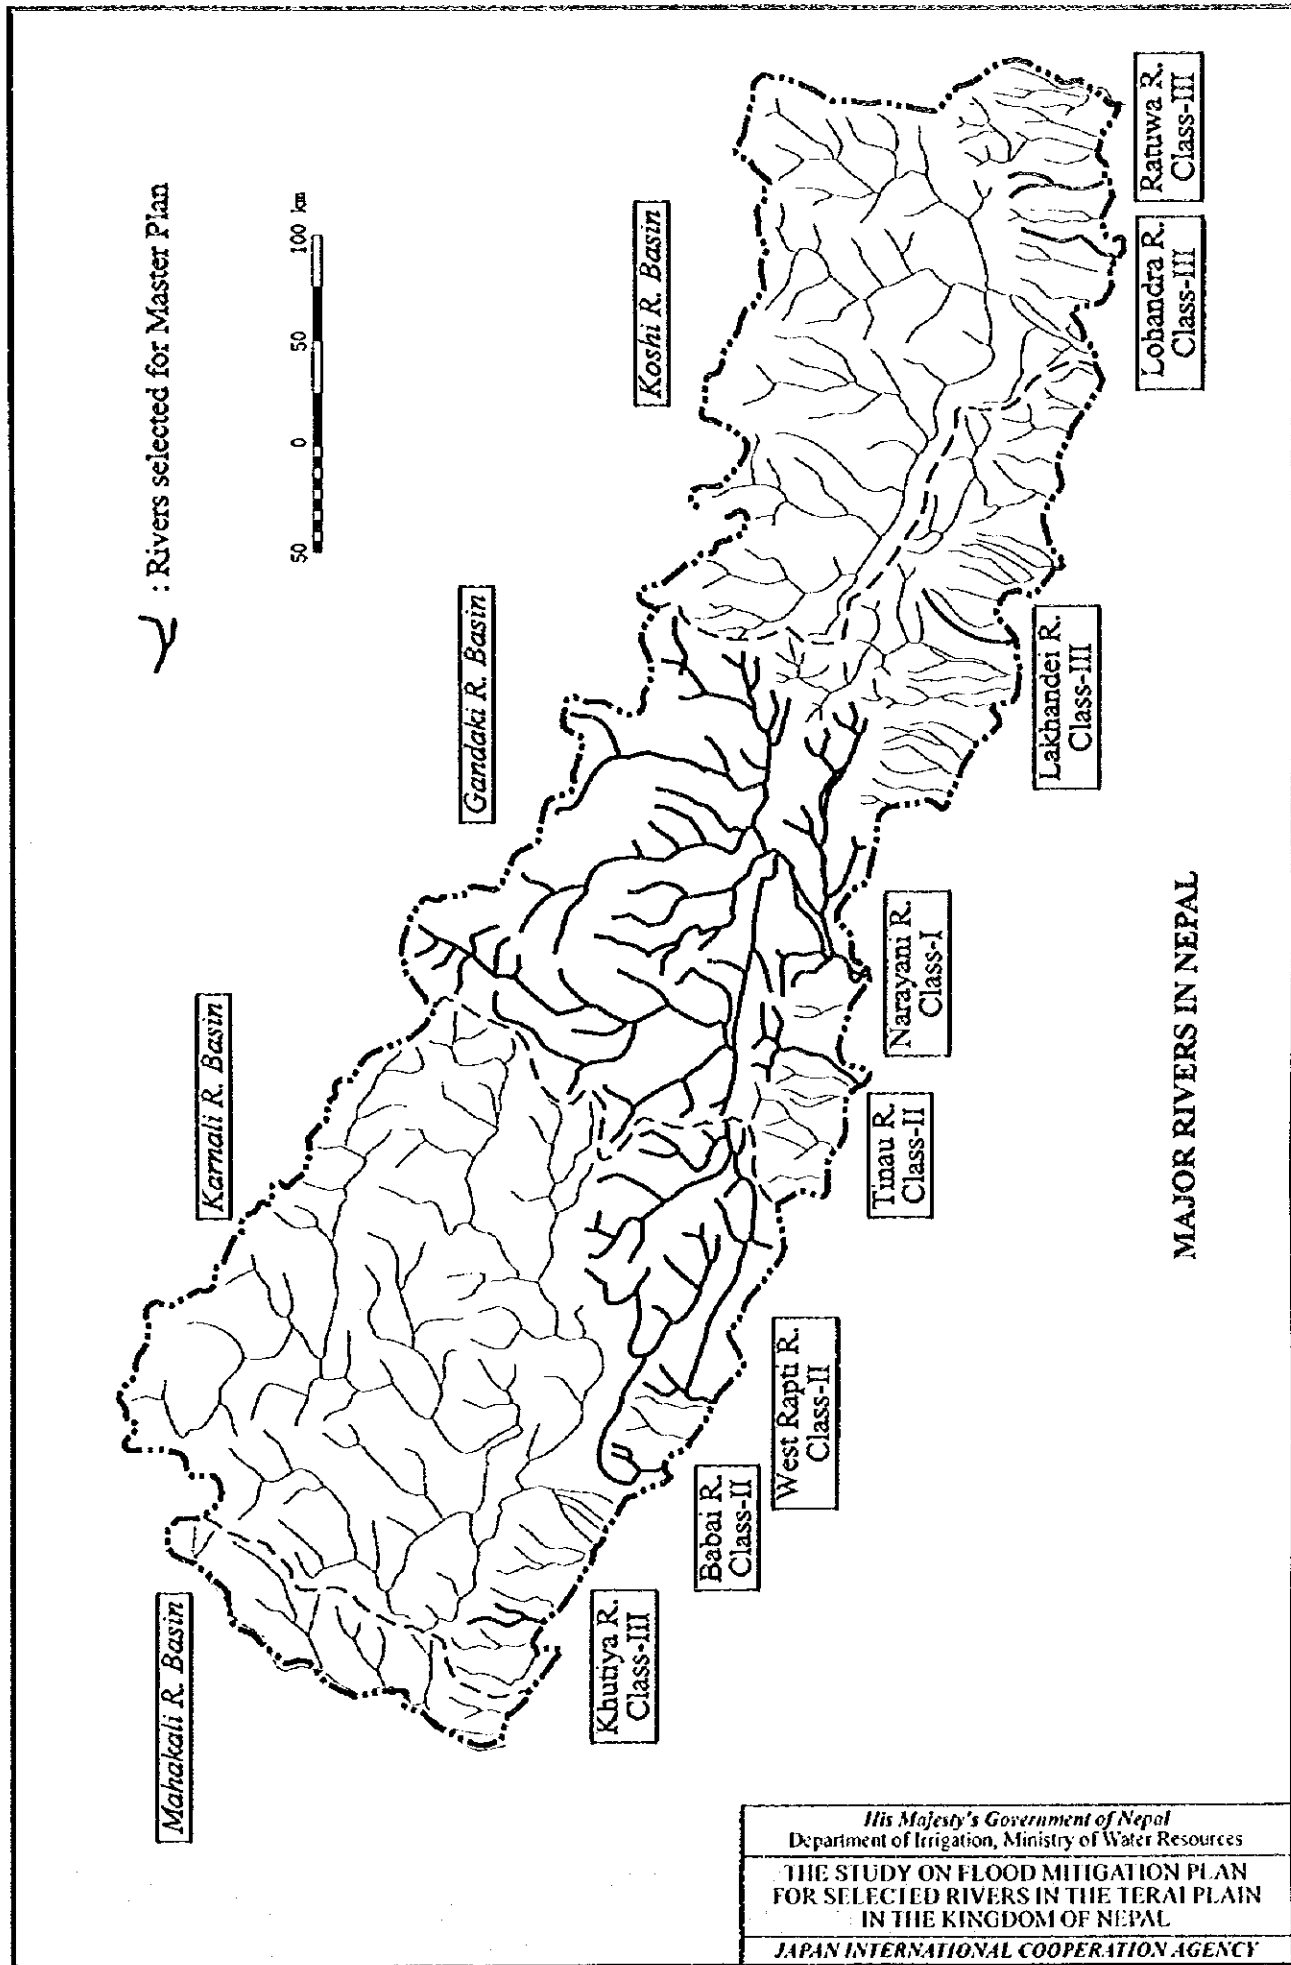 : Rivers selected for Master Plan
50 0 50 100 km
Mahakali R. Basin
Karnali R. Basin
Gandaki R. Basin
Koshi R. Basin
Khutiya R.
Class-III
Babai R.
Class-II
West Rapti R.
Class-II
Tinau R.
Class-II
Narayani R.
Class-I
Lakhandei R.
Class-III
Lohandra R.
Class-III
Ratuwa R.
Class-III
MAJOR RIVERS IN NEPAL
His Majesty's Government of Nepal
Department of Irrigation, Ministry of Water Resources
THE STUDY ON FLOOD MITIGATION PLAN
FOR SELECTED RIVERS IN THE TERAI PLAIN
IN THE KINGDOM OF NEPAL
JAPAN INTERNATIONAL COOPERATION AGENCY